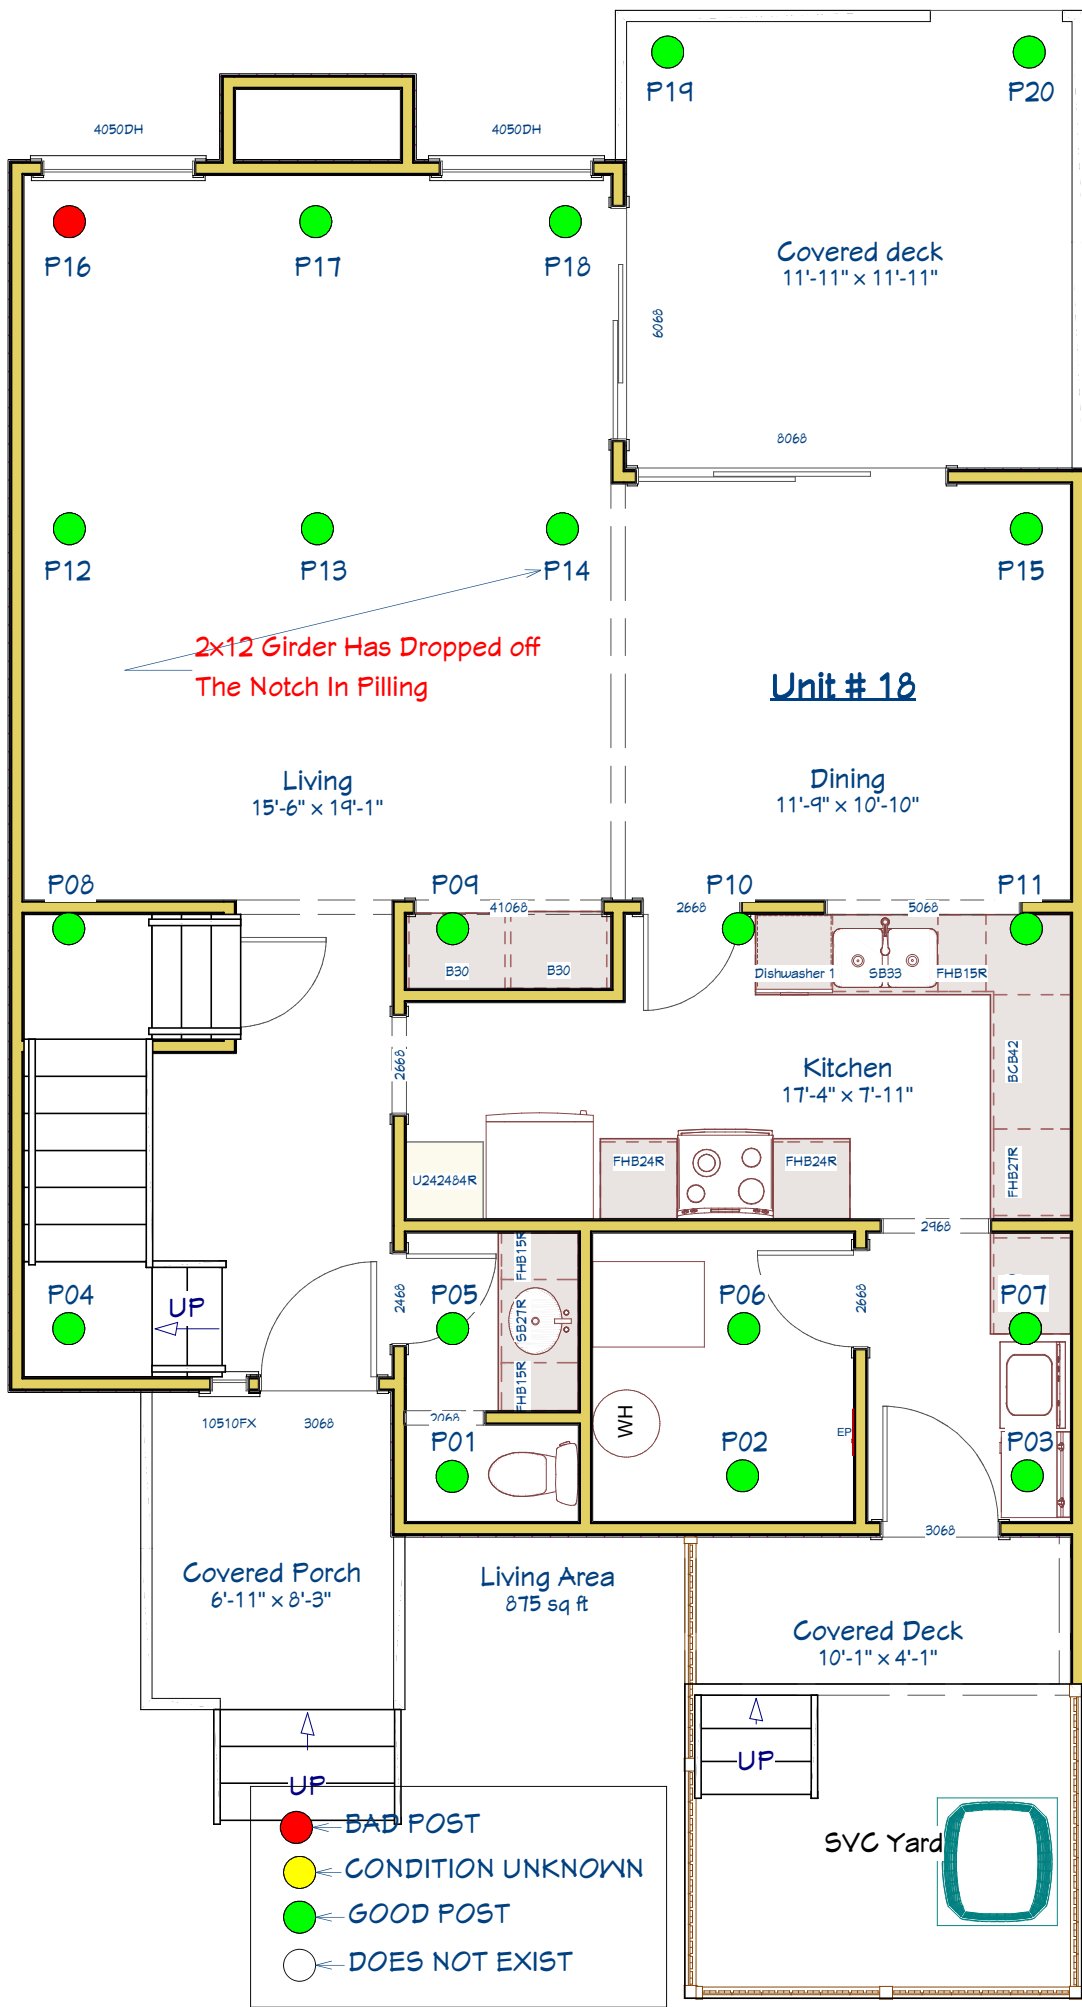 P19
P20
4050DH
4050DH
P16
P17
P18
Covered deck
11'-11" x 11'-11"
6068
8068
P12
P13
P14
P15
2x12 Girder Has Dropped off
The Notch In Pilling
Unit # 18
Living
15'-6" x 19'-1"
Dining
11'-9" x 10'-10"
P08
P09
P10
P11
41068
2668
5068
B30
B30
Dishwasher 1
SB33
FHB15R
2668
Kitchen
17'-4" x 7'-11"
BCB42
FHB24R
FHB24R
FHB27R
U242484R
2968
FHB15R
P04
UP
2468
P05
SB27R
P06
2668
P07
FHB15R
10510FX
3068
2068
WH
EP
P01
P02
P03
3068
Covered Porch
6'-11" x 8'-3"
Living Area
875 sq ft
Covered Deck
10'-1" x 4'-1"
UP
UP
BAD POST
CONDITION UNKNOWN
GOOD POST
DOES NOT EXIST
SVC Yard